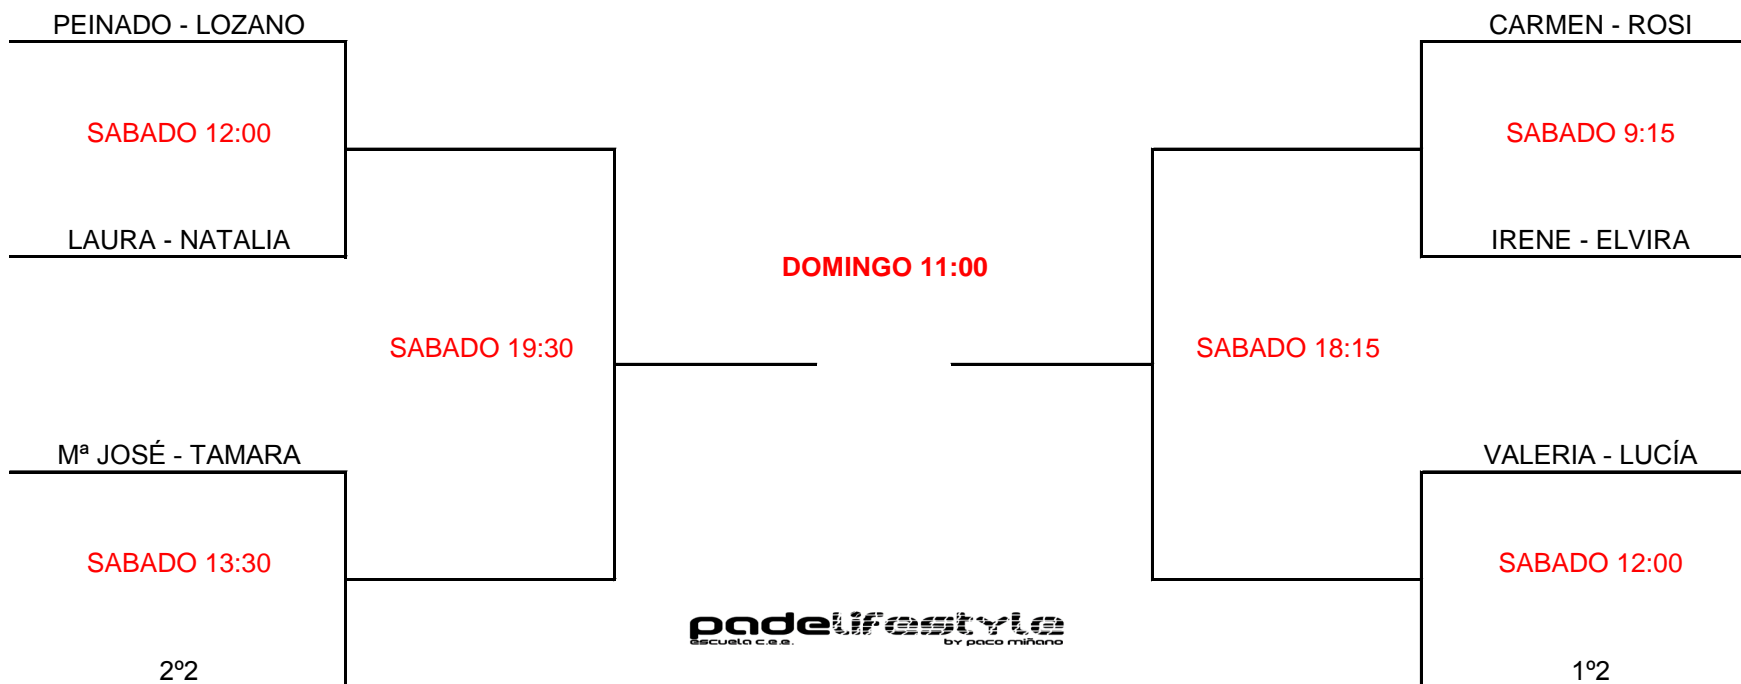 PEINADO - LOZANO
CARMEN - ROSI
SABADO 12:00
SABADO 9:15
LAURA - NATALIA
IRENE - ELVIRA
DOMINGO 11:00
SABADO 19:30
SABADO 18:15
Mª JOSÉ - TAMARA
VALERIA - LUCÍA
SABADO 13:30
SABADO 12:00
padelifestyle
escuela c.e.e.
by paco miñano
2º2
1º2